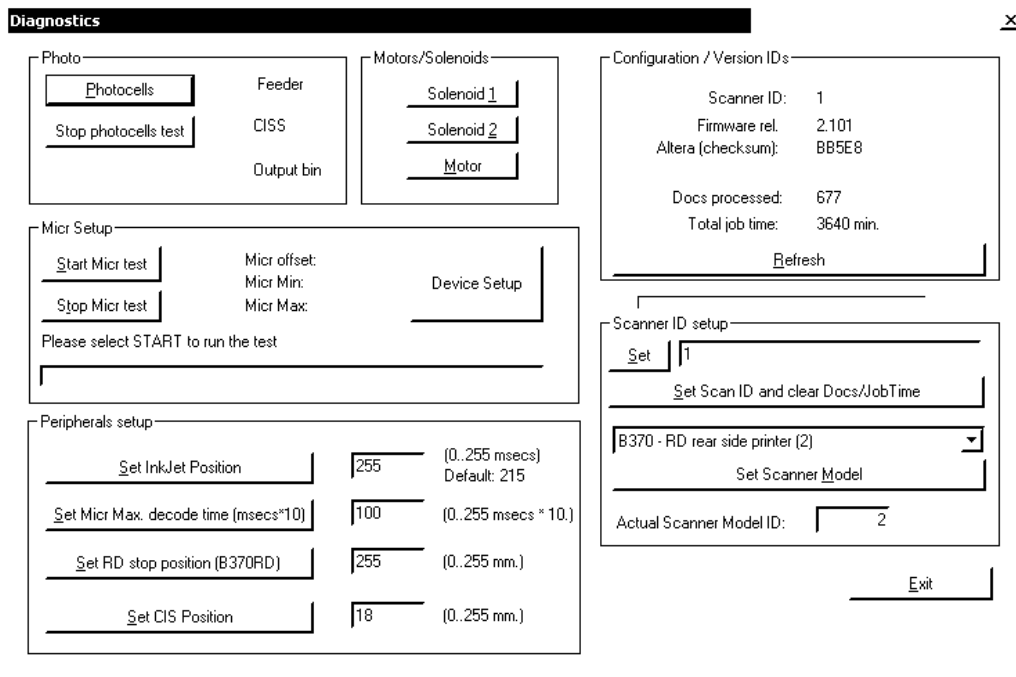 Diagnostics
Photo
Photocells
Feeder
Stop photocells test
CISS
Output bin
Motors/Solenoids
Solenoid 1
Solenoid 2
Motor
Configuration / Version IDs
Scanner ID: 1
Firmware rel. 2.101
Altera (checksum): BB5E8
Docs processed: 677
Total job time: 3640 min.
Refresh
Micr Setup
Start Micr test
Stop Micr test
Micr offset:
Micr Min:
Micr Max:
Device Setup
Please select START to run the test
Scanner ID setup
Set 1
Set Scan ID and clear Docs/JobTime
B370 - RD rear side printer (2)
Set Scanner Model
Actual Scanner Model ID: 2
Peripherals setup
Set InkJet Position 255 (0..255 msecs)
Default: 215
Set Micr Max. decode time (msecs*10) 100 (0..255 msecs * 10.)
Set RD stop position (B370RD) 255 (0..255 mm.)
Set CIS Position 18 (0..255 mm.)
Exit